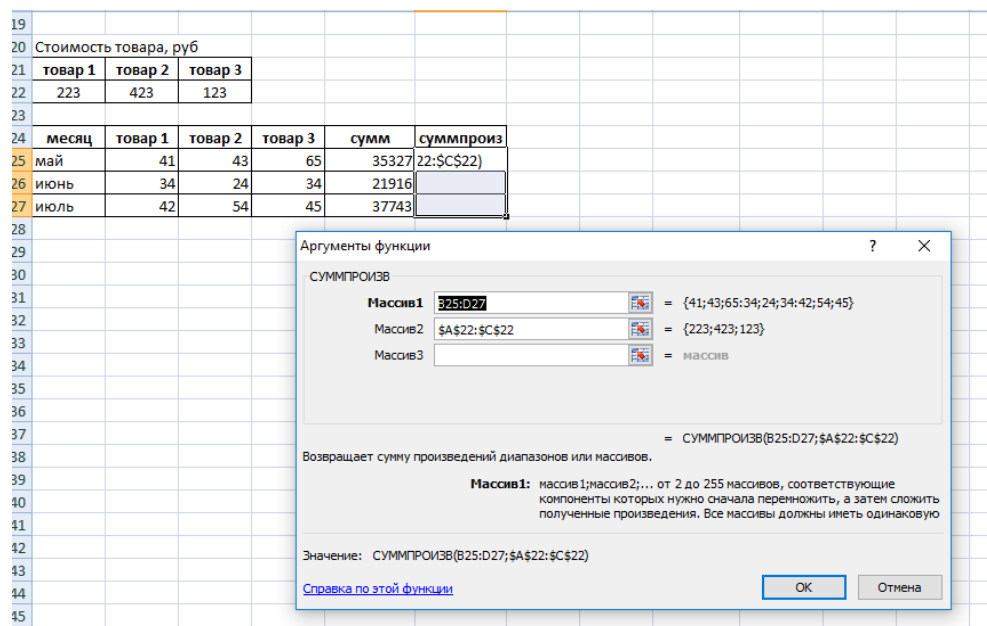 19
20 Стоимость товара, руб
21 товар 1 товар 2 товар 3
22 223 423 123
23
24 месяц товар 1 товар 2 товар 3 сумм суммпроиз
25 май 41 43 65 35327 22:$C$22)
26 июнь 34 24 34 21916
27 июль 42 54 45 37743
28
29
30
31
32
33
34
35
36
37
38
39
40
41
42
43
44
45
Аргументы функции ? ×
СУММПРОИЗВ
Массив1 B25:D27 = {41;43;65:34;24;34:42;54;45}
Массив2 $A$22:$C$22 = {223;423;123}
Массив3 = массив
= СУММПРОИЗВ(B25:D27;$A$22:$C$22)
Возвращает сумму произведений диапазонов или массивов.
Массив1: массив1;массив2;... от 2 до 255 массивов, соответствующие
компоненты которых нужно сначала перемножить, а затем сложить
полученные произведения. Все массивы должны иметь одинаковую
Значение: СУММПРОИЗВ(B25:D27;$A$22:$C$22)
Справка по этой функции
ОК Отмена